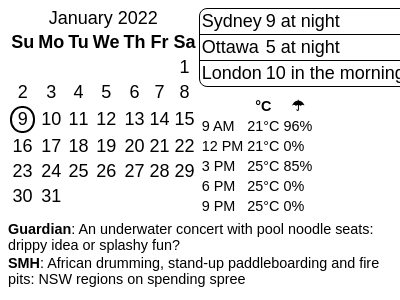 January 2022
Su Mo Tu We Th Fr Sa
1
2 3 4 5 6 7 8
9 10 11 12 13 14 15
16 17 18 19 20 21 22
23 24 25 26 27 28 29
30 31
Sydney 9 at night
Ottawa 5 at night
London 10 in the morning
°C ☂
9 AM 21°C 96%
12 PM 21°C 0%
3 PM 25°C 85%
6 PM 25°C 0%
9 PM 25°C 0%
Guardian: An underwater concert with pool noodle seats:
drippy idea or splashy fun?
SMH: African drumming, stand-up paddleboarding and fire
pits: NSW regions on spending spree